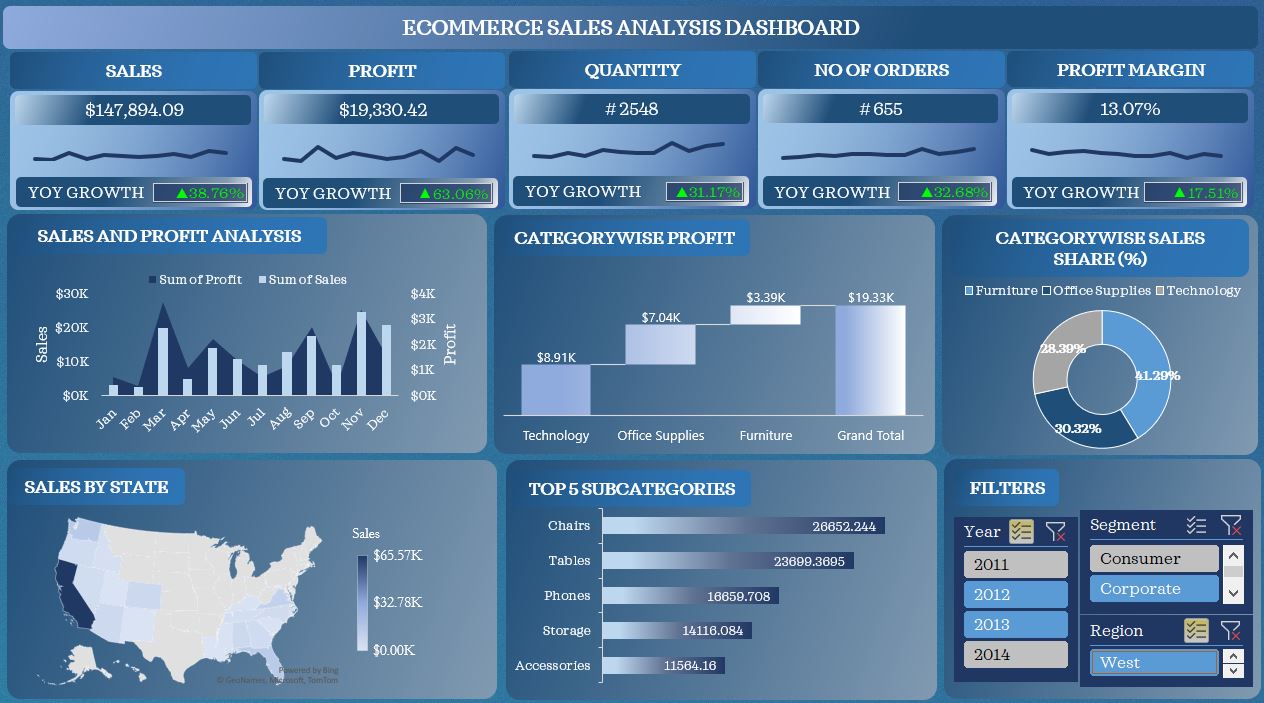 ECOMMERCE SALES ANALYSIS DASHBOARD
SALES
$147,894.09
YOY GROWTH ▲38.76%
PROFIT
$19,330.42
YOY GROWTH ▲63.06%
QUANTITY
# 2548
YOY GROWTH ▲31.17%
NO OF ORDERS
# 655
YOY GROWTH ▲32.68%
PROFIT MARGIN
13.07%
YOY GROWTH ▲17.51%
SALES AND PROFIT ANALYSIS
Sum of Profit Sum of Sales
Sales
$30K
$20K
$10K
$0K
$4K
$3K
$2K
$1K
$0K
Profit
Jan Feb Mar Apr May Jun Jul Aug Sep Oct Nov Dec
CATEGORYWISE PROFIT
$8.91K
$7.04K
$3.39K
$19.33K
Technology Office Supplies Furniture Grand Total
CATEGORYWISE SALES
SHARE (%)
Furniture Office Supplies Technology
28.39%
41.29%
30.32%
SALES BY STATE
Sales
$65.57K
$32.78K
$0.00K
Powered by Bing
© GeoNames, Microsoft, TomTom
TOP 5 SUBCATEGORIES
Chairs 26652.244
Tables 23699.3695
Phones 16659.708
Storage 14116.084
Accessories 11564.16
FILTERS
Year
2011
2012
2013
2014
Segment
Consumer
Corporate
Region
West